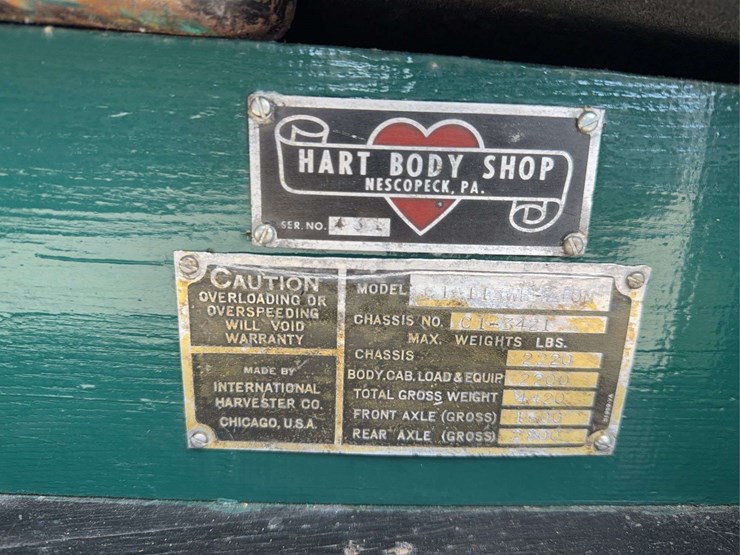 HART BODY SHOP
NESCOPECK, PA.
SER. NO.
CAUTION
OVERLOADING OR
OVERSPEEDING
WILL VOID
WARRANTY
MADE BY
INTERNATIONAL
HARVESTER CO.
CHICAGO, U.S.A.
MODEL
CHASSIS NO. C1-3421
MAX. WEIGHTS LBS.
CHASSIS
BODY, CAB, LOAD & EQUIP
TOTAL GROSS WEIGHT
FRONT AXLE (GROSS)
REAR AXLE (GROSS)